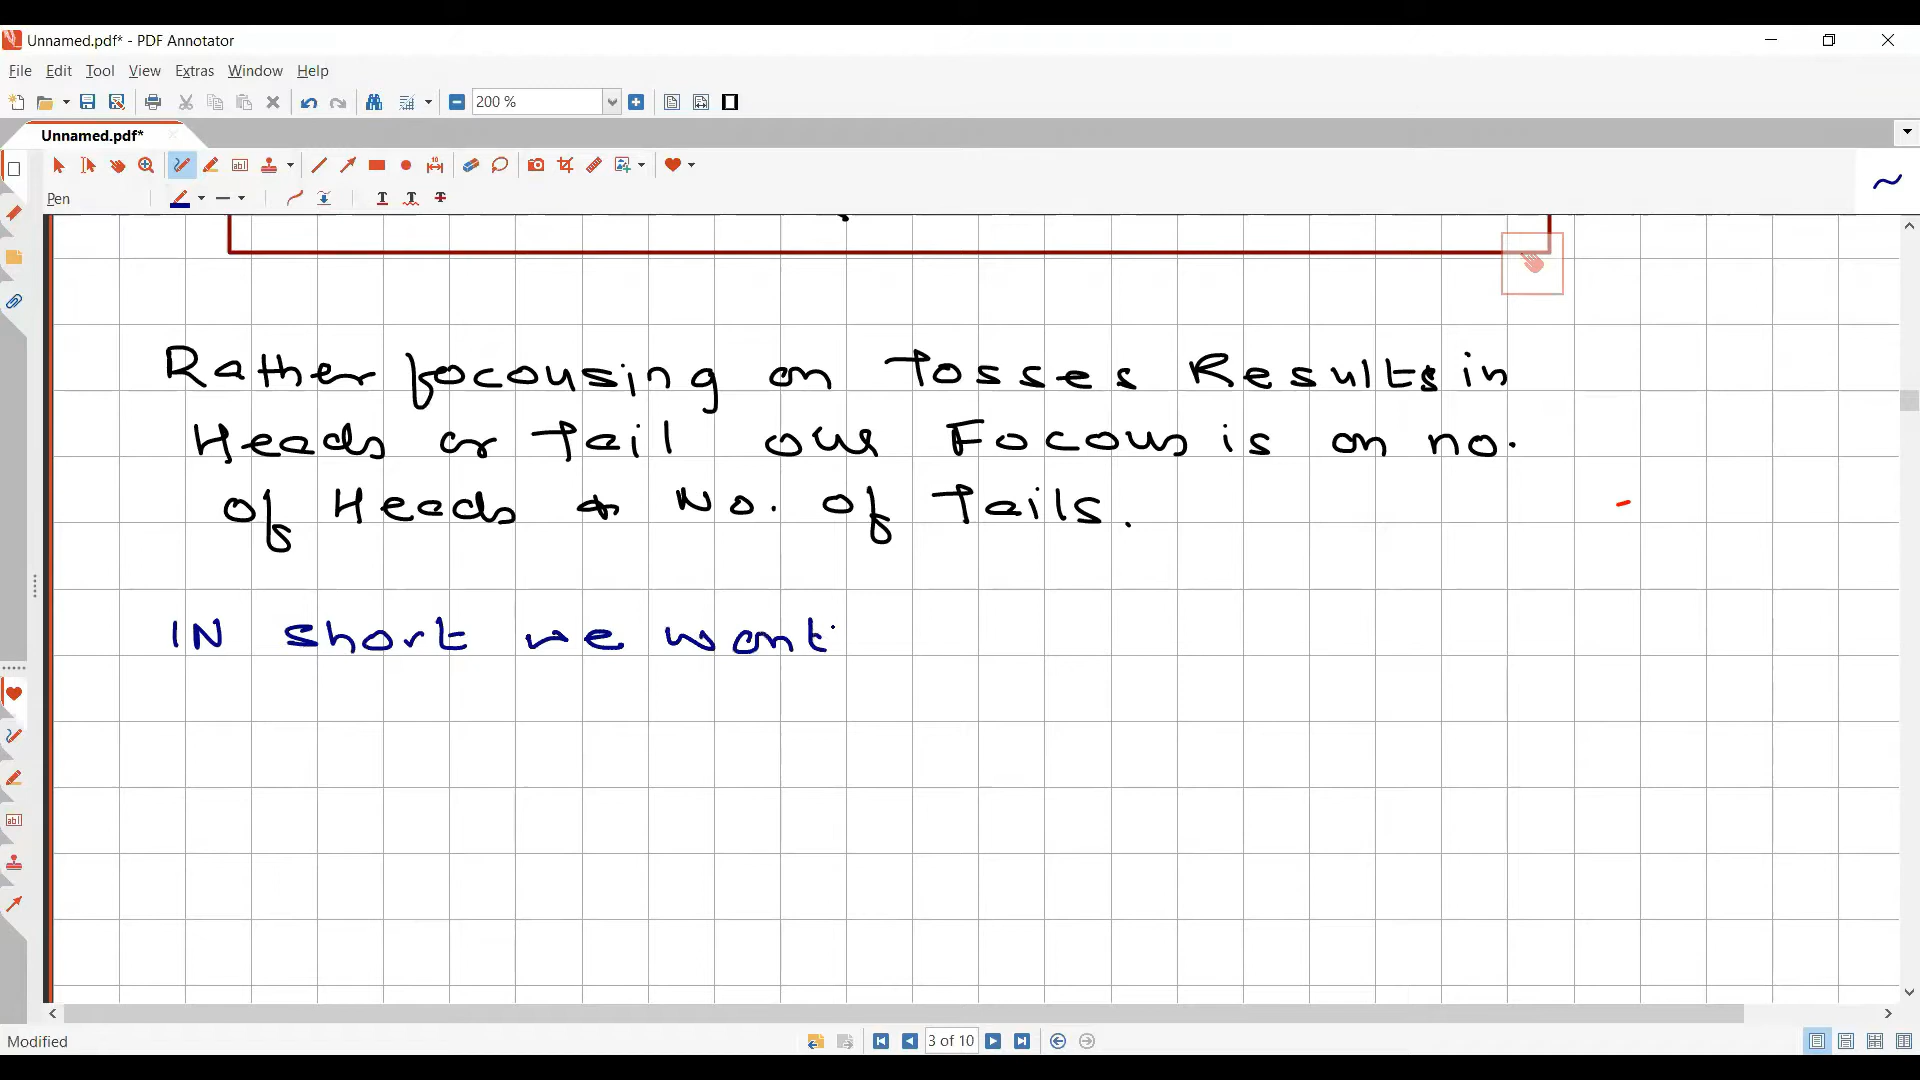 Unnamed.pdf* - PDF Annotator
File Edit Tool View Extras Window Help
200 %
Unnamed.pdf*
Pen
Rather focousing on Tosses Results in
Heads or Tail our Focous is on no.
of Heads & No. of Tails.
IN short we want
Modified
3 of 10